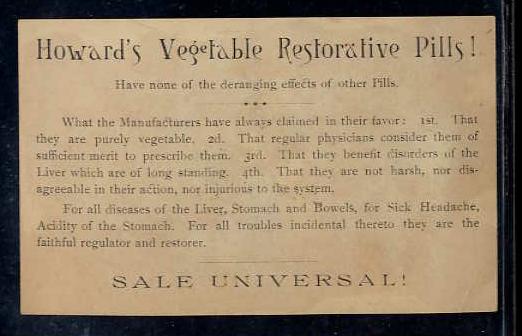 Howard's Vegetable Restorative Pills!
Have none of the deranging effects of other Pills.
What the Manufacturers have always claimed in their favor: 1st. That
they are purely vegetable. 2d. That regular physicians consider them of
sufficient merit to prescribe them. 3rd. That they benefit disorders of the
Liver which are of long standing. 4th. That they are not harsh, nor dis-
agreeable in their action, nor injurious to the system.
For all diseases of the Liver, Stomach and Bowels, for Sick Headache,
Acidity of the Stomach. For all troubles incidental thereto they are the
faithful regulator and restorer.
SALE UNIVERSAL!